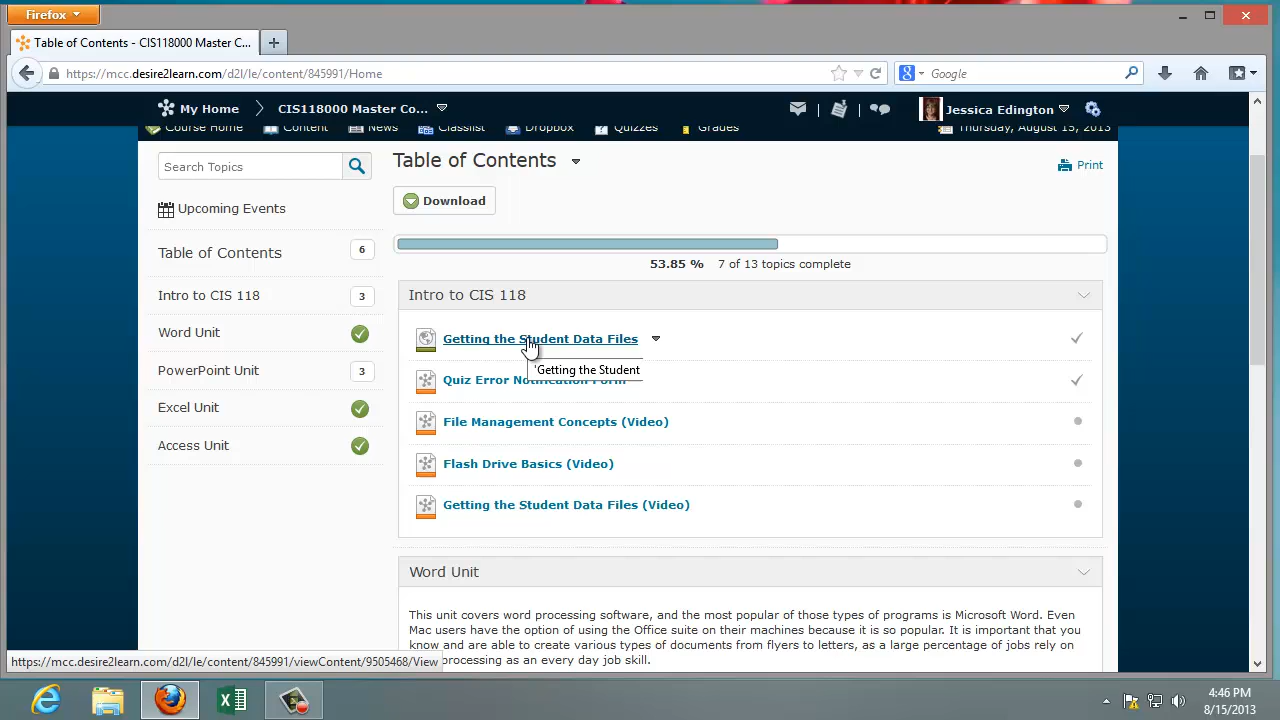 Firefox
Table of Contents - CIS118000 Master C...
https://mcc.desire2learn.com/d2l/le/content/845991/Home
Google
My Home
CIS118000 Master Co...
Jessica Edington
Course Home
Content
News
Classlist
Dropbox
Quizzes
Grades
Thursday, August 15, 2013
Search Topics
Table of Contents
Print
Download
Upcoming Events
Table of Contents 6
53.85 % 7 of 13 topics complete
Intro to CIS 118 3
Word Unit
PowerPoint Unit 3
Excel Unit
Access Unit
Intro to CIS 118
Getting the Student Data Files
'Getting the Student
Quiz Error Notification Form
File Management Concepts (Video)
Flash Drive Basics (Video)
Getting the Student Data Files (Video)
Word Unit
This unit covers word processing software, and the most popular of those types of programs is Microsoft Word. Even
Mac users have the option of using the Office suite on their machines because it is so popular. It is important that you
know and are able to create various types of documents from flyers to letters, as a large percentage of jobs rely on
processing as an every day job skill.
https://mcc.desire2learn.com/d2l/le/content/845991/viewContent/9505468/View
4:46 PM
8/15/2013